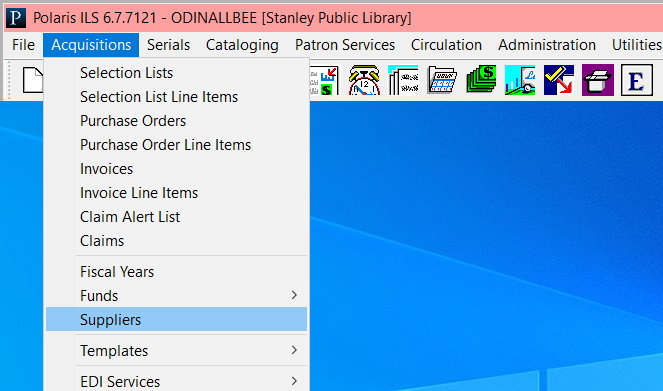 P Polaris ILS 6.7.7121 - ODINALLBEE [Stanley Public Library]
File Acquisitions Serials Cataloging Patron Services Circulation Administration Utilities
Selection Lists
Selection List Line Items
Purchase Orders
Purchase Order Line Items
Invoices
Invoice Line Items
Claim Alert List
Claims
Fiscal Years
Funds
Suppliers
Templates
EDI Services
$
12
$
£
E